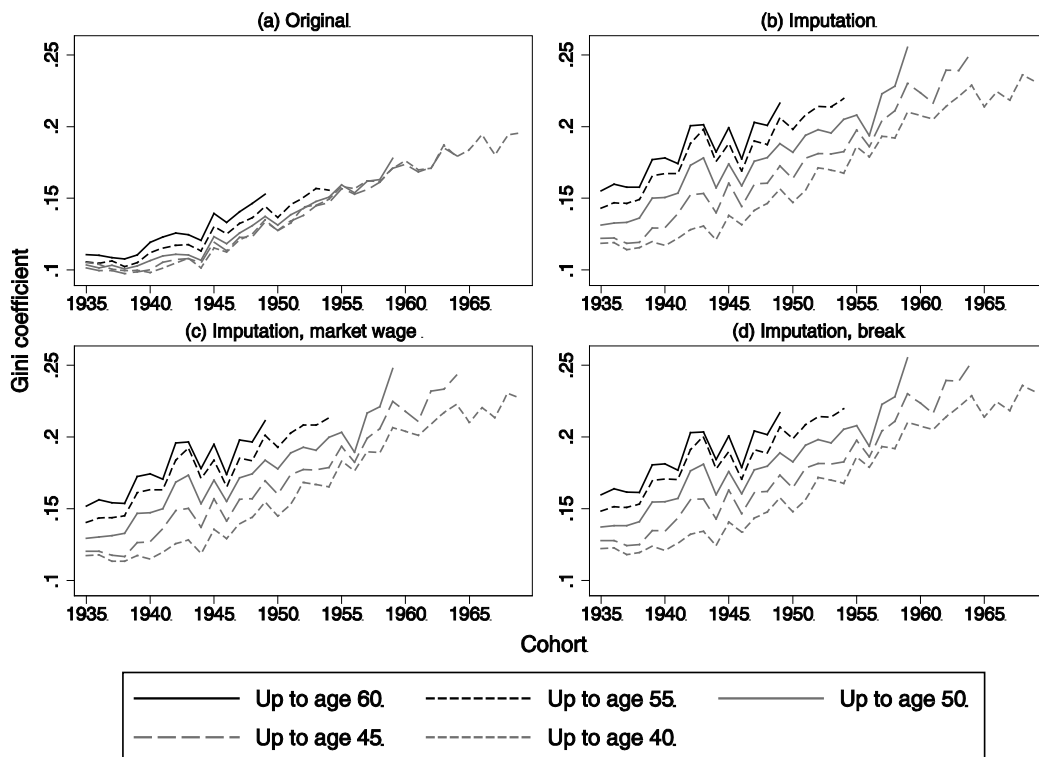 (a) Original
(b) Imputation
.25
.2
.15
.1
1935 1940 1945 1950 1955 1960 1965
1935 1940 1945 1950 1955 1960 1965
(c) Imputation, market wage
(d) Imputation, break
.25
.2
.15
.1
.25
.2
.15
.1
.25
.2
.15
.1
1935 1940 1945 1950 1955 1960 1965
1935 1940 1945 1950 1955 1960 1965
Gini coefficient
Cohort
Up to age 60
Up to age 55
Up to age 50
Up to age 45
Up to age 40